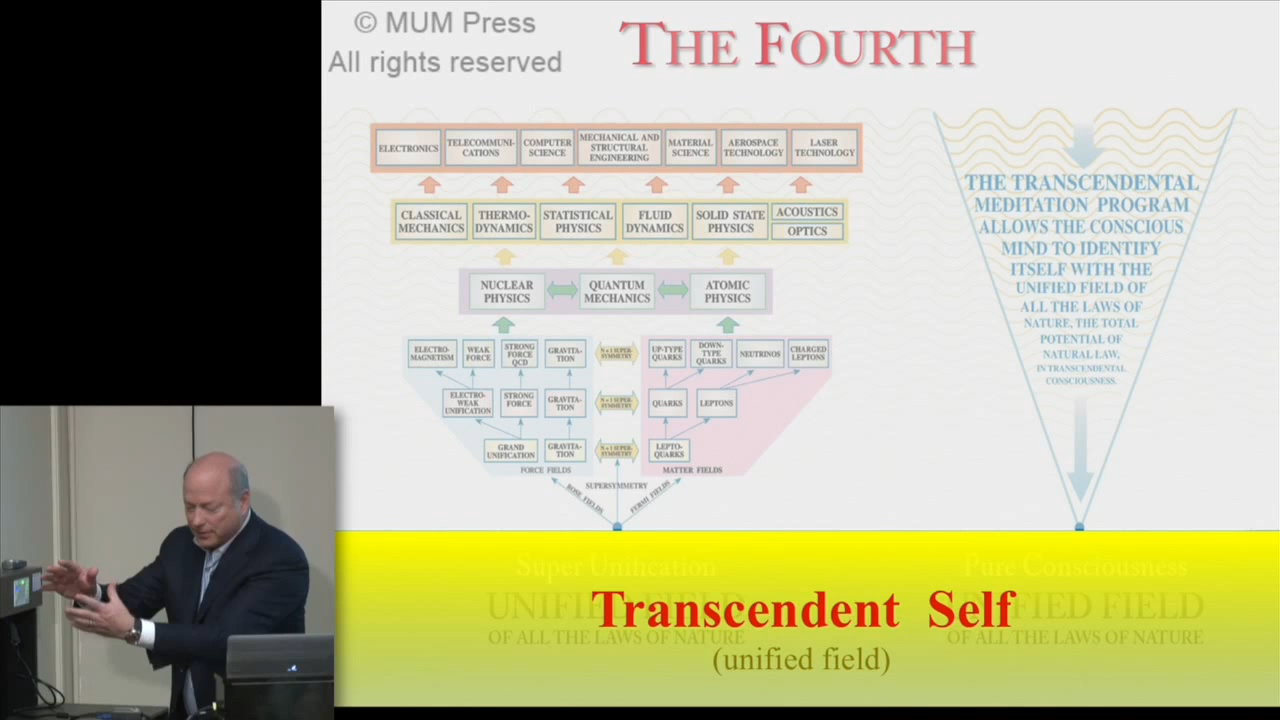 © MUM Press
All rights reserved
THE FOURTH
ELECTRONICS
TELECOMMUNI-
CATIONS
COMPUTER
SCIENCE
MECHANICAL AND
STRUCTURAL
ENGINEERING
MATERIAL
SCIENCE
AEROSPACE
TECHNOLOGY
LASER
TECHNOLOGY
CLASSICAL
MECHANICS
THERMO-
DYNAMICS
STATISTICAL
PHYSICS
FLUID
DYNAMICS
SOLID STATE
PHYSICS
ACOUSTICS
OPTICS
NUCLEAR
PHYSICS
QUANTUM
MECHANICS
ATOMIC
PHYSICS
ELECTRO-
MAGNETISM
WEAK
FORCE
STRONG
FORCE
QCD
GRAVITA-
TION
N = 1 SUPER-
SYMMETRY
UP-TYPE
QUARKS
DOWN-
TYPE
QUARKS
NEUTRINOS
CHARGED
LEPTONS
ELECTRO-
WEAK
UNIFICATION
STRONG
FORCE
GRAVITA-
TION
N = 1 SUPER-
SYMMETRY
QUARKS
LEPTONS
GRAND
UNIFICATION
GRAVITA-
TION
N = 1 SUPER-
SYMMETRY
LEPTO-
QUARKS
FORCE FIELDS
MATTER FIELDS
SUPERSYMMETRY
BOSE FIELDS
FERMI FIELDS
THE TRANSCENDENTAL
MEDITATION PROGRAM
ALLOWS THE CONSCIOUS
MIND TO IDENTIFY
ITSELF WITH THE
UNIFIED FIELD OF
ALL THE LAWS OF
NATURE, THE TOTAL
POTENTIAL OF
NATURAL LAW,
IN TRANSCENDENTAL
CONSCIOUSNESS.
Super Unification
UNIFIED FIELD
OF ALL THE LAWS OF NATURE
Pure Consciousness
UNIFIED FIELD
OF ALL THE LAWS OF NATURE
Transcendent Self
(unified field)